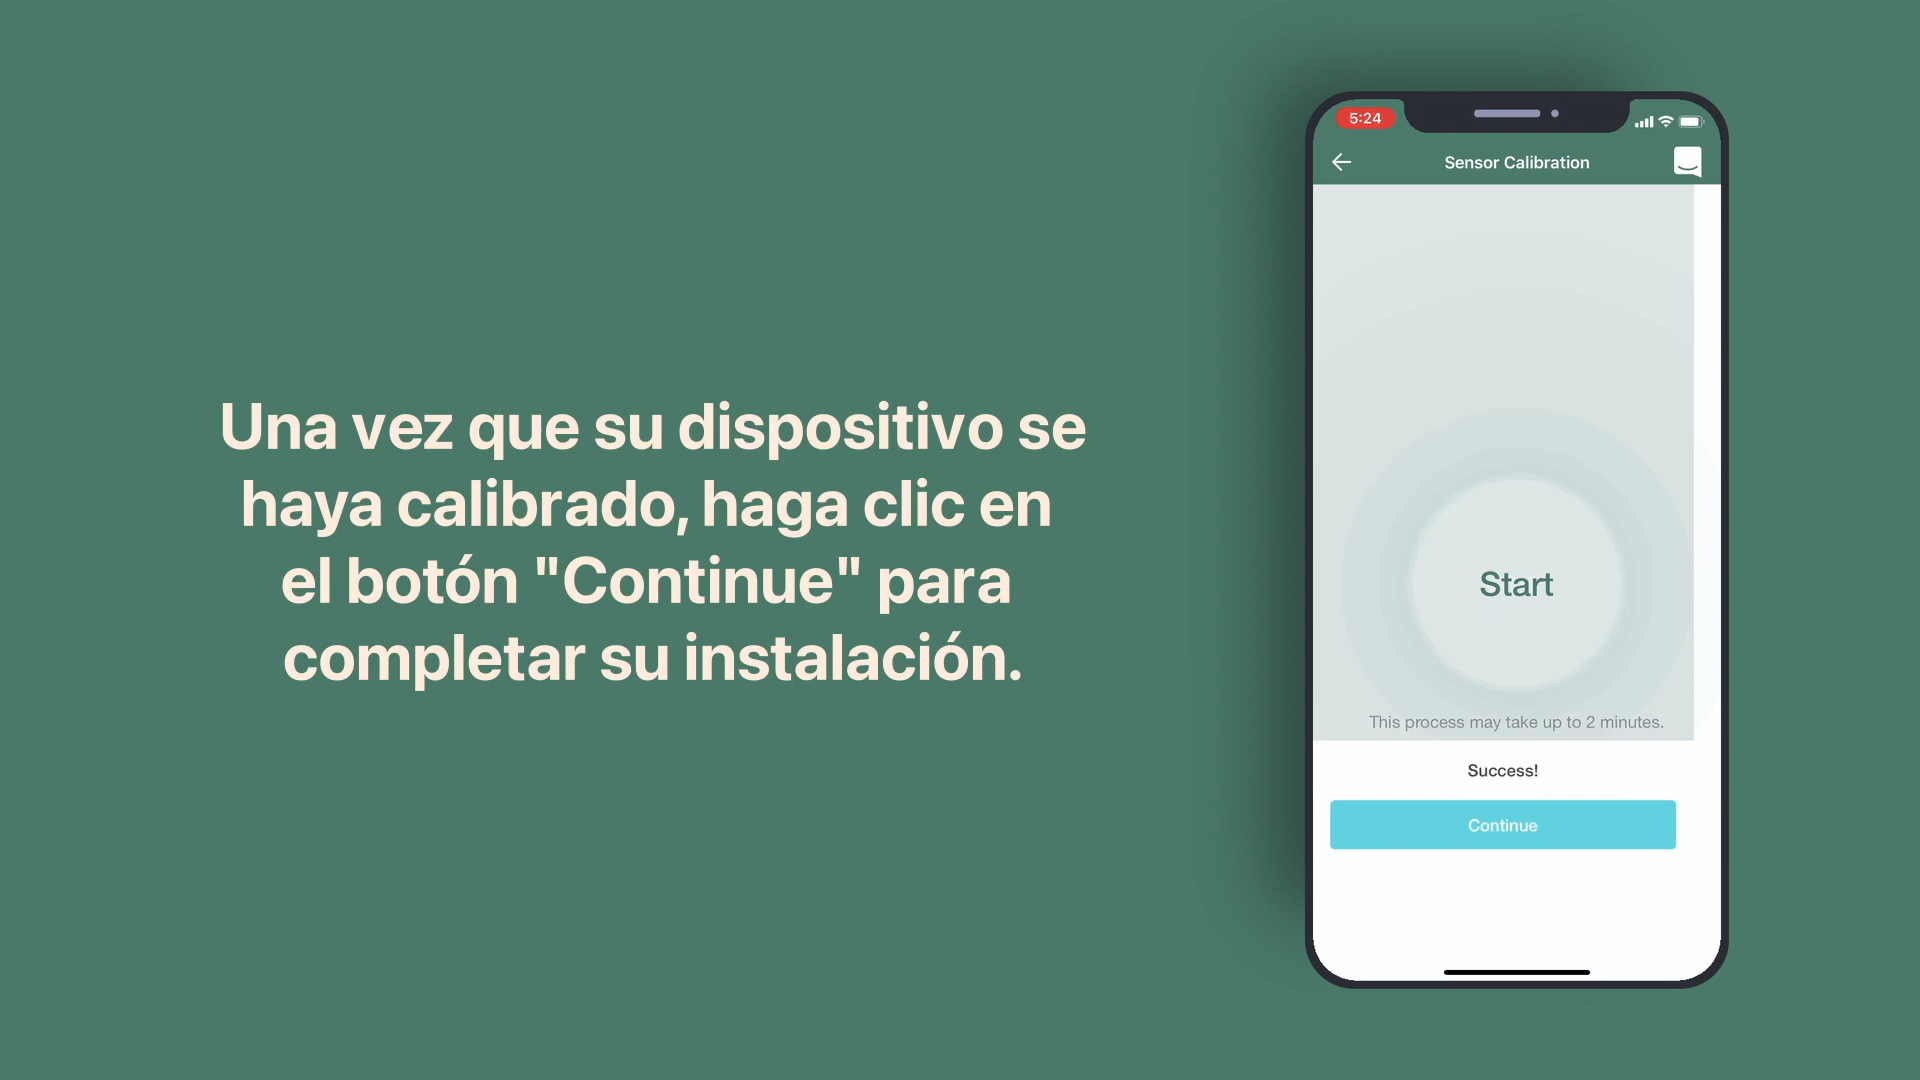 Una vez que su dispositivo se
haya calibrado, haga clic en
el botón "Continue" para
completar su instalación.
5:24
Sensor Calibration
Start
This process may take up to 2 minutes.
Success!
Continue